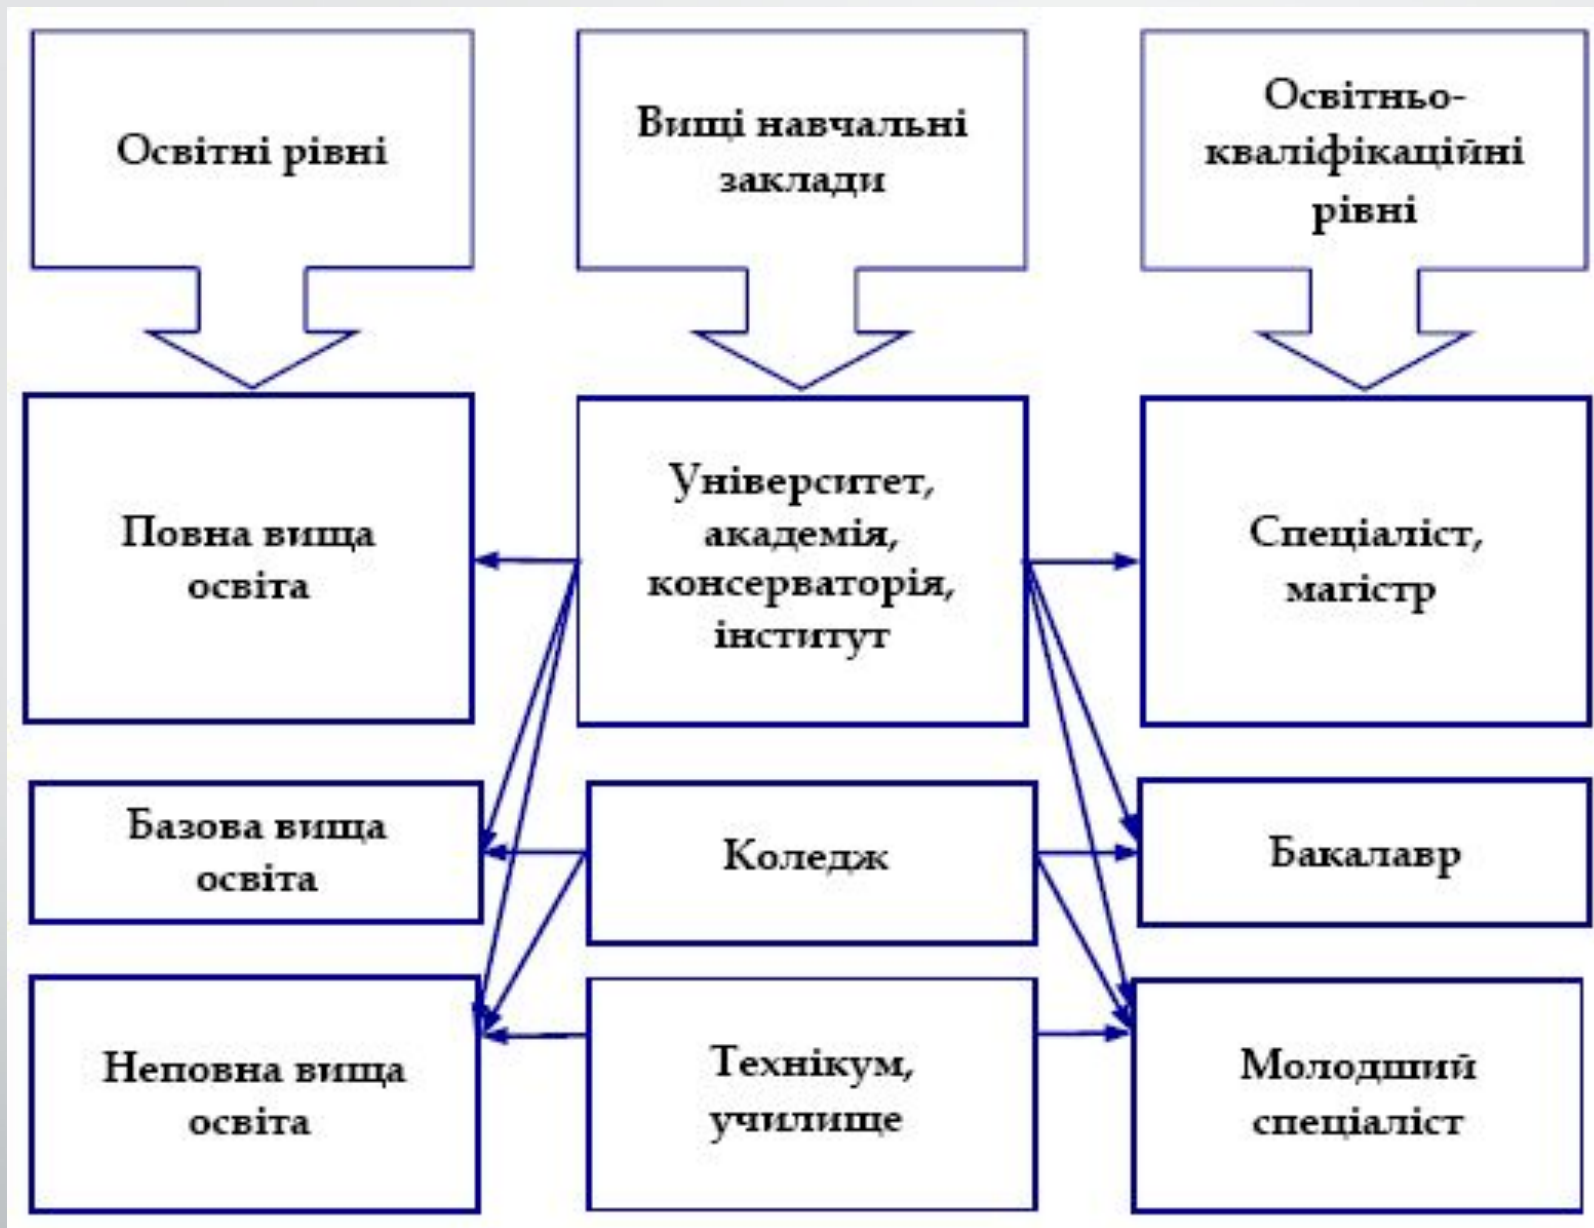 Освітні рівні
Вищі навчальні
заклади
Освітньо-
кваліфікаційні
рівні
Повна вища
освіта
Університет,
академія,
консерваторія,
інститут
Спеціаліст,
магістр
Базова вища
освіта
Коледж
Бакалавр
Неповна вища
освіта
Технікум,
училище
Молодший
спеціаліст